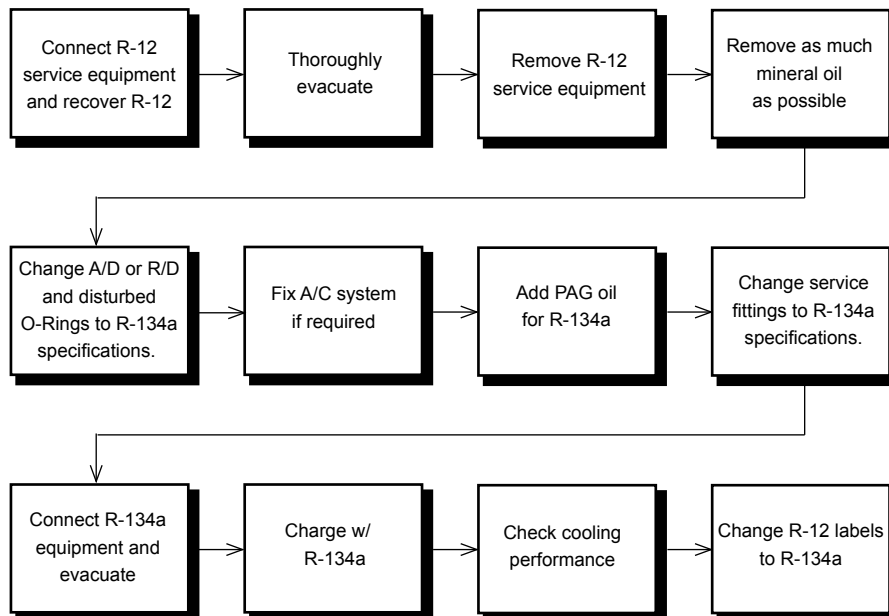 Connect R-12
service equipment
and recover R-12
Thoroughly
evacuate
Remove R-12
service equipment
Remove as much
mineral oil
as possible
Change A/D or R/D
and disturbed
O-Rings to R-134a
specifications.
Fix A/C system
if required
Add PAG oil
for R-134a
Change service
fittings to R-134a
specifications.
Connect R-134a
equipment and
evacuate
Charge w/
R-134a
Check cooling
performance
Change R-12 labels
to R-134a